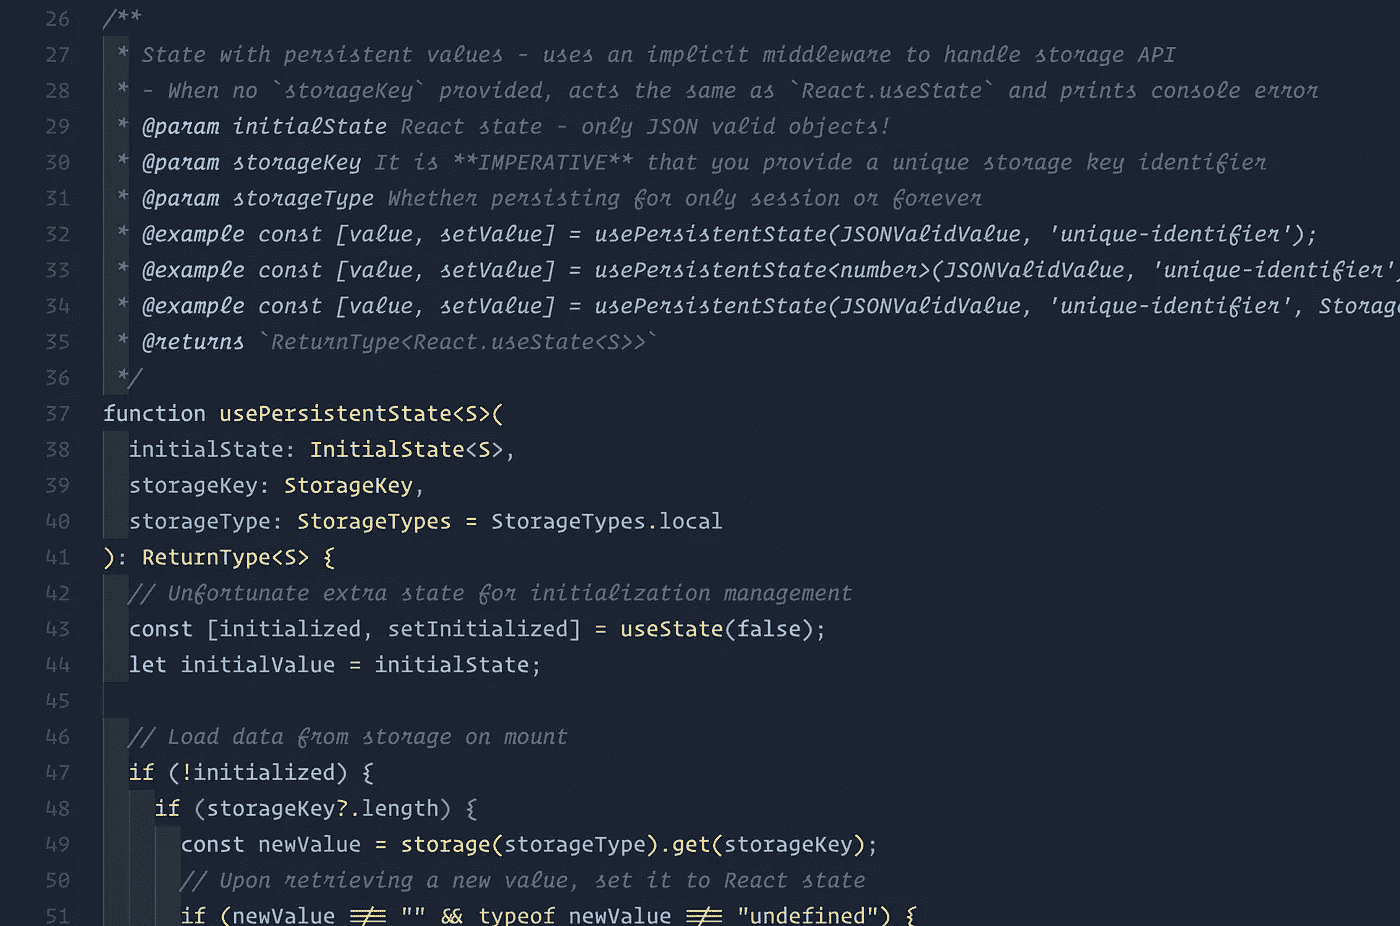 26 /**
27  * State with persistent values - uses an implicit middleware to handle storage API
28  * - When no `storageKey` provided, acts the same as `React.useState` and prints console error
29  * @param initialState React state - only JSON valid objects!
30  * @param storageKey It is **IMPERATIVE** that you provide a unique storage key identifier
31  * @param storageType Whether persisting for only session or forever
32  * @example const [value, setValue] = usePersistentState(JSONValidValue, 'unique-identifier');
33  * @example const [value, setValue] = usePersistentState<number>(JSONValidValue, 'unique-identifier')
34  * @example const [value, setValue] = usePersistentState(JSONValidValue, 'unique-identifier', Storage
35  * @returns `ReturnType<React.useState<S>>`
36  */
37 function usePersistentState<S>(
38   initialState: InitialState<S>,
39   storageKey: StorageKey,
40   storageType: StorageTypes = StorageTypes.local
41 ): ReturnType<S> {
42   // Unfortunate extra state for initialization management
43   const [initialized, setInitialized] = useState(false);
44   let initialValue = initialState;
45
46   // Load data from storage on mount
47   if (!initialized) {
48     if (storageKey?.length) {
49       const newValue = storage(storageType).get(storageKey);
50       // Upon retrieving a new value, set it to React state
51       if (newValue !== "" && typeof newValue !== "undefined") {